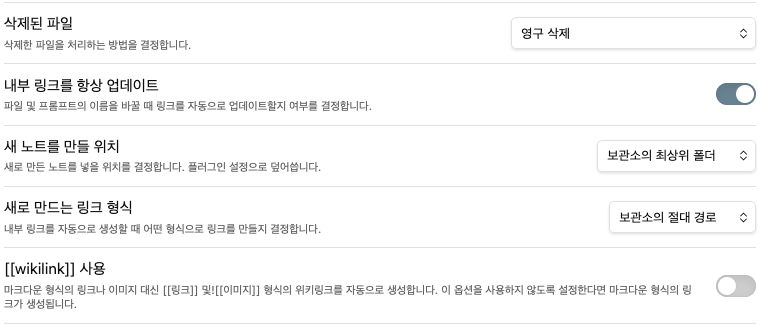 삭제된 파일
삭제한 파일을 처리하는 방법을 결정합니다.
영구 삭제
내부 링크를 항상 업데이트
파일 및 프롬프트의 이름을 바꿀 때 링크를 자동으로 업데이트할지 여부를 결정합니다.
새 노트를 만들 위치
새로 만든 노트를 넣을 위치를 결정합니다. 플러그인 설정으로 덮어씁니다.
보관소의 최상위 폴더
새로 만드는 링크 형식
내부 링크를 자동으로 생성할 때 어떤 형식으로 링크를 만들지 결정합니다.
보관소의 절대 경로
[[wikilink]] 사용
마크다운 형식의 링크나 이미지 대신 [[링크]] 및![[이미지]] 형식의 위키링크를 자동으로 생성합니다. 이 옵션을 사용하지 않도록 설정한다면 마크다운 형식의 링
크가 생성됩니다.